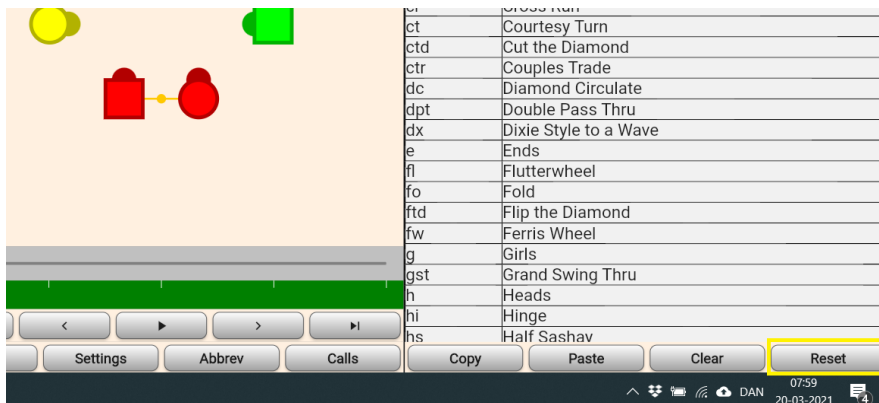 ct Courtesy Turn
ctd Cut the Diamond
ctr Couples Trade
dc Diamond Circulate
dpt Double Pass Thru
dx Dixie Style to a Wave
e Ends
fl Flutterwheel
fo Fold
ftd Flip the Diamond
fw Ferris Wheel
g Girls
gst Grand Swing Thru
h Heads
hi Hinge
hs Half Sashay
Settings Abbrev Calls Copy Paste Clear Reset
DAN 07:59
20-03-2021 4